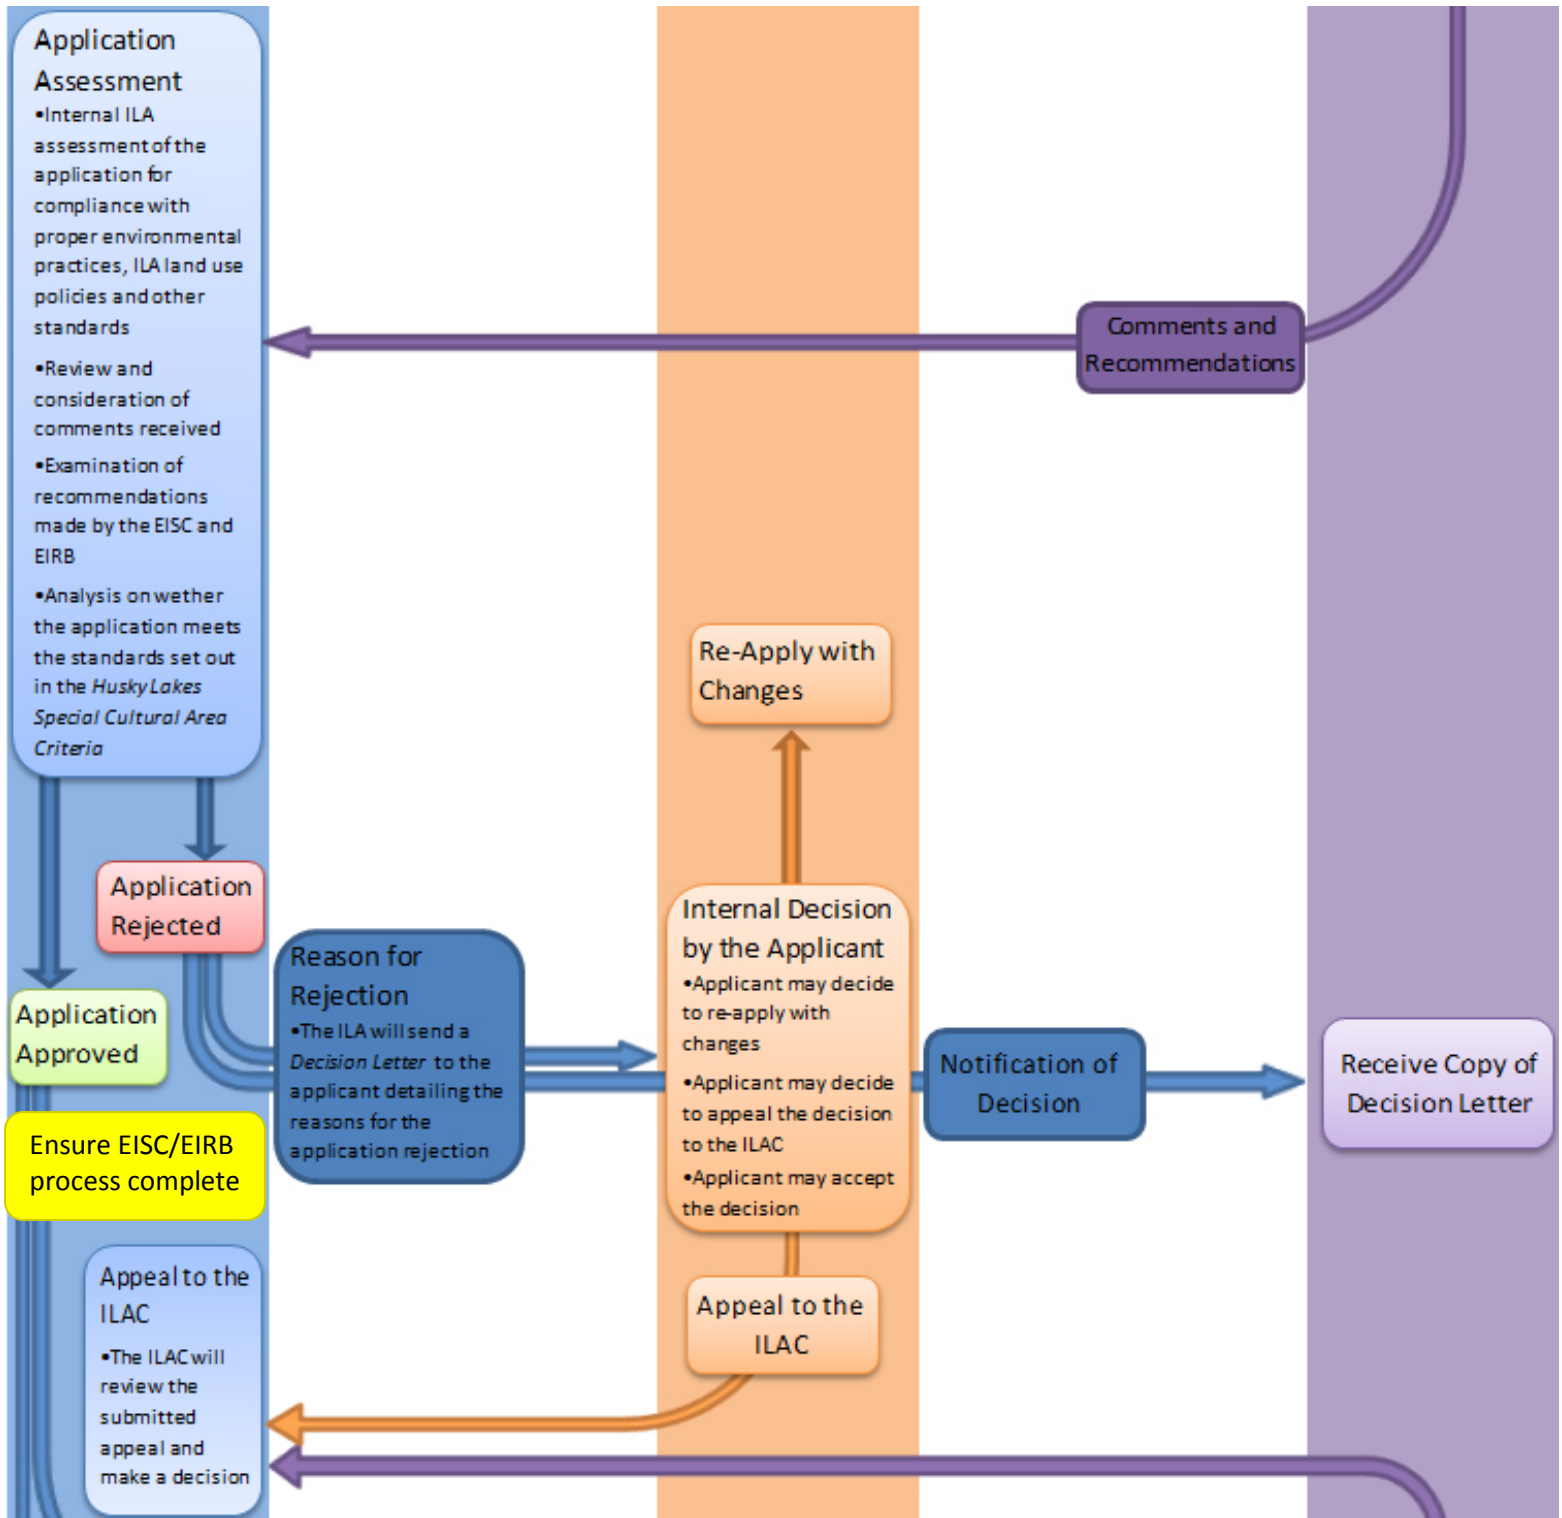 Application
Assessment
•Internal ILA
assessment of the
application for
compliance with
proper environmental
practices, ILA land use
policies and other
standards
•Review and
consideration of
comments received
•Examination of
recommendations
made by the EISC and
EIRB
•Analysis on wether
the application meets
the standards set out
in the Husky Lakes
Special Cultural Area
Criteria
Comments and
Recommendations
Re-Apply with
Changes
Application
Rejected
Application
Approved
Ensure EISC/EIRB
process complete
Reason for
Rejection
•The ILA will send a
Decision Letter to the
applicant detailing the
reasons for the
application rejection
Internal Decision
by the Applicant
•Applicant may decide
to re-apply with
changes
•Applicant may decide
to appeal the decision
to the ILAC
•Applicant may accept
the decision
Notification of
Decision
Receive Copy of
Decision Letter
Appeal to the
ILAC
•The ILAC will
review the
submitted
appeal and
make a decision
Appeal to the
ILAC